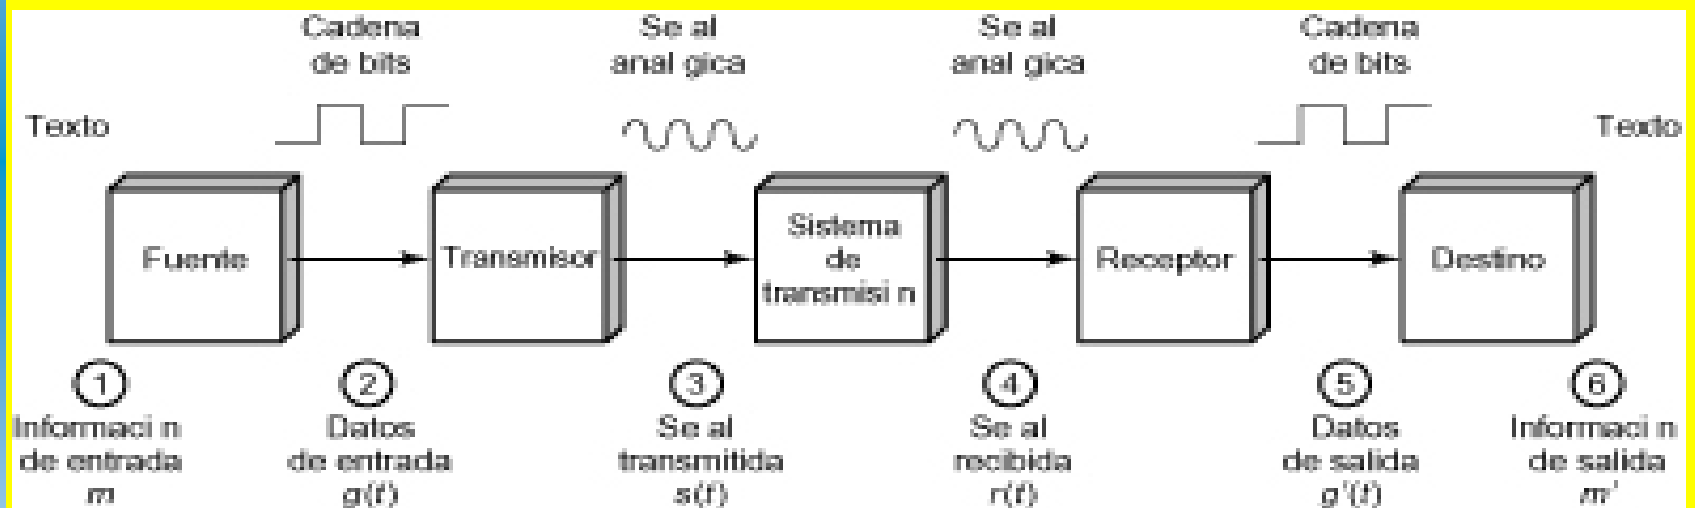 Cadena
de bits
Se al
anal gica
Se al
anal gica
Cadena
de bits
Texto
Texto
Fuente
Transmisor
Sistema
de
transmisi n
Receptor
Destino
1
Informaci n
de entrada
m
2
Datos
de entrada
g(t)
3
Se al
transmitida
s(t)
4
Se al
recibida
r(t)
5
Datos
de salida
g'(t)
6
Informaci n
de salida
m'